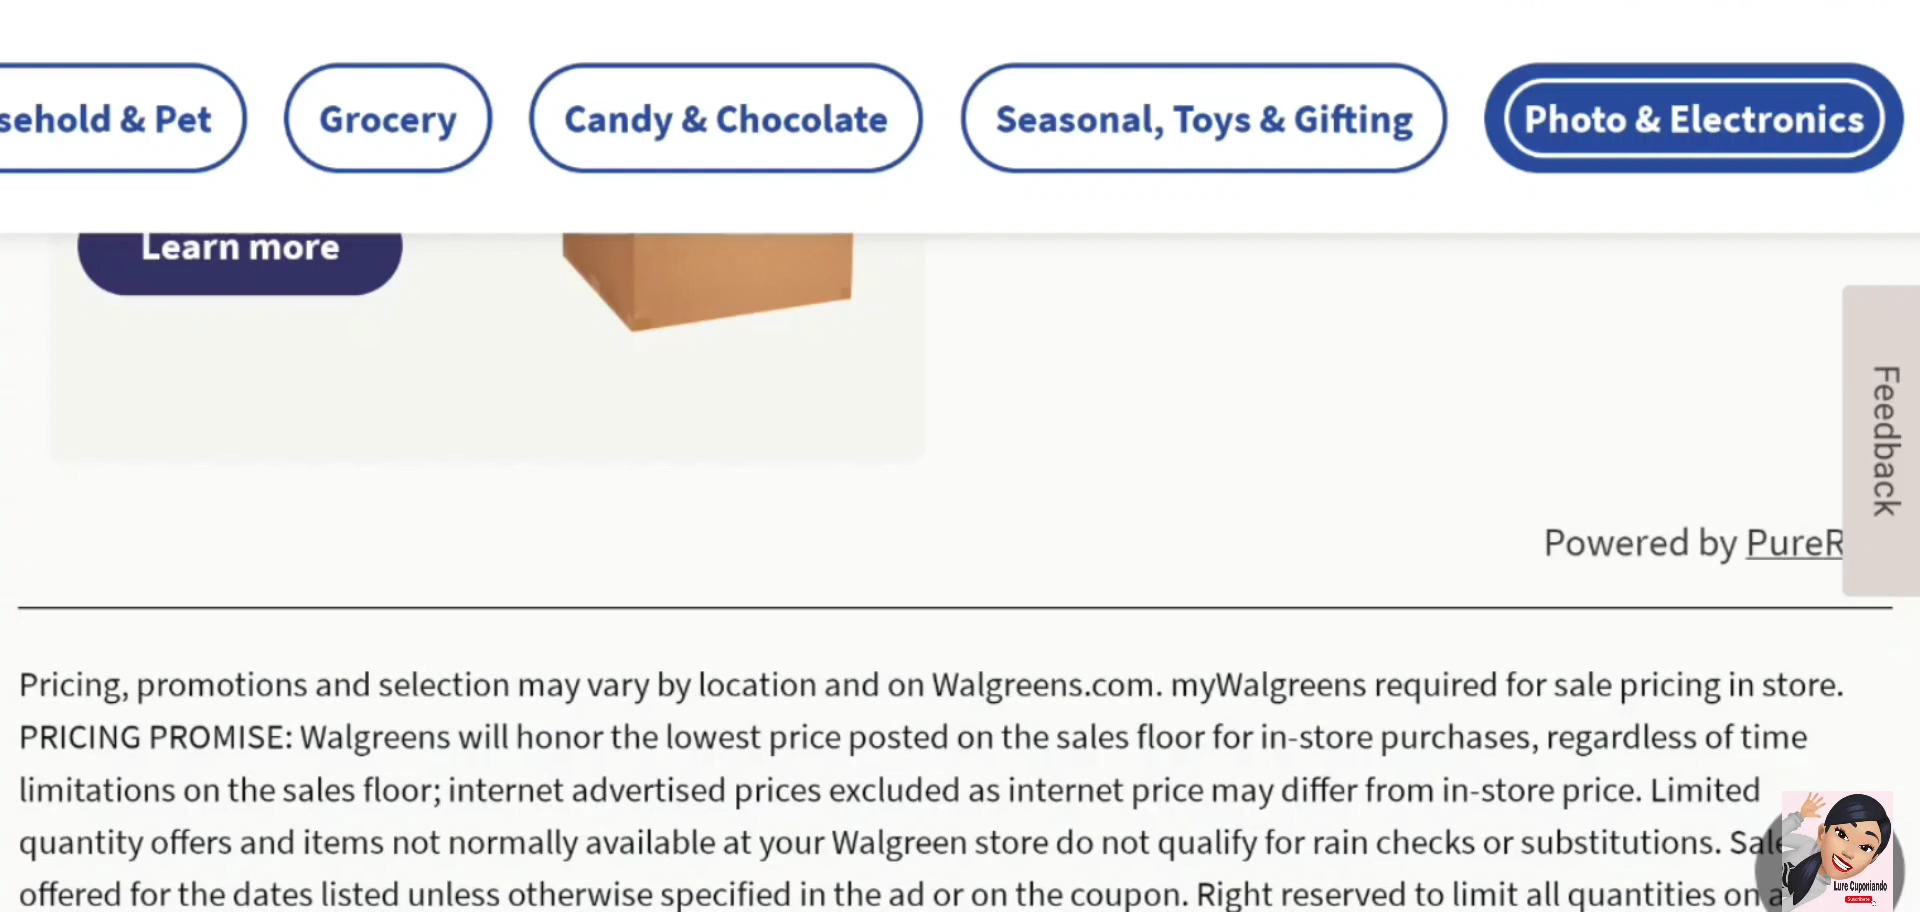 sehold & Pet
Grocery
Candy & Chocolate
Seasonal, Toys & Gifting
Photo & Electronics
Learn more
Feedback
Powered by PureR
Pricing, promotions and selection may vary by location and on Walgreens.com. myWalgreens required for sale pricing in store.
PRICING PROMISE: Walgreens will honor the lowest price posted on the sales floor for in-store purchases, regardless of time
limitations on the sales floor; internet advertised prices excluded as internet price may differ from in-store price. Limited
quantity offers and items not normally available at your Walgreen store do not qualify for rain checks or substitutions. Sale
offered for the dates listed unless otherwise specified in the ad or on the coupon. Right reserved to limit all quantities on a
Lure Cuponiando